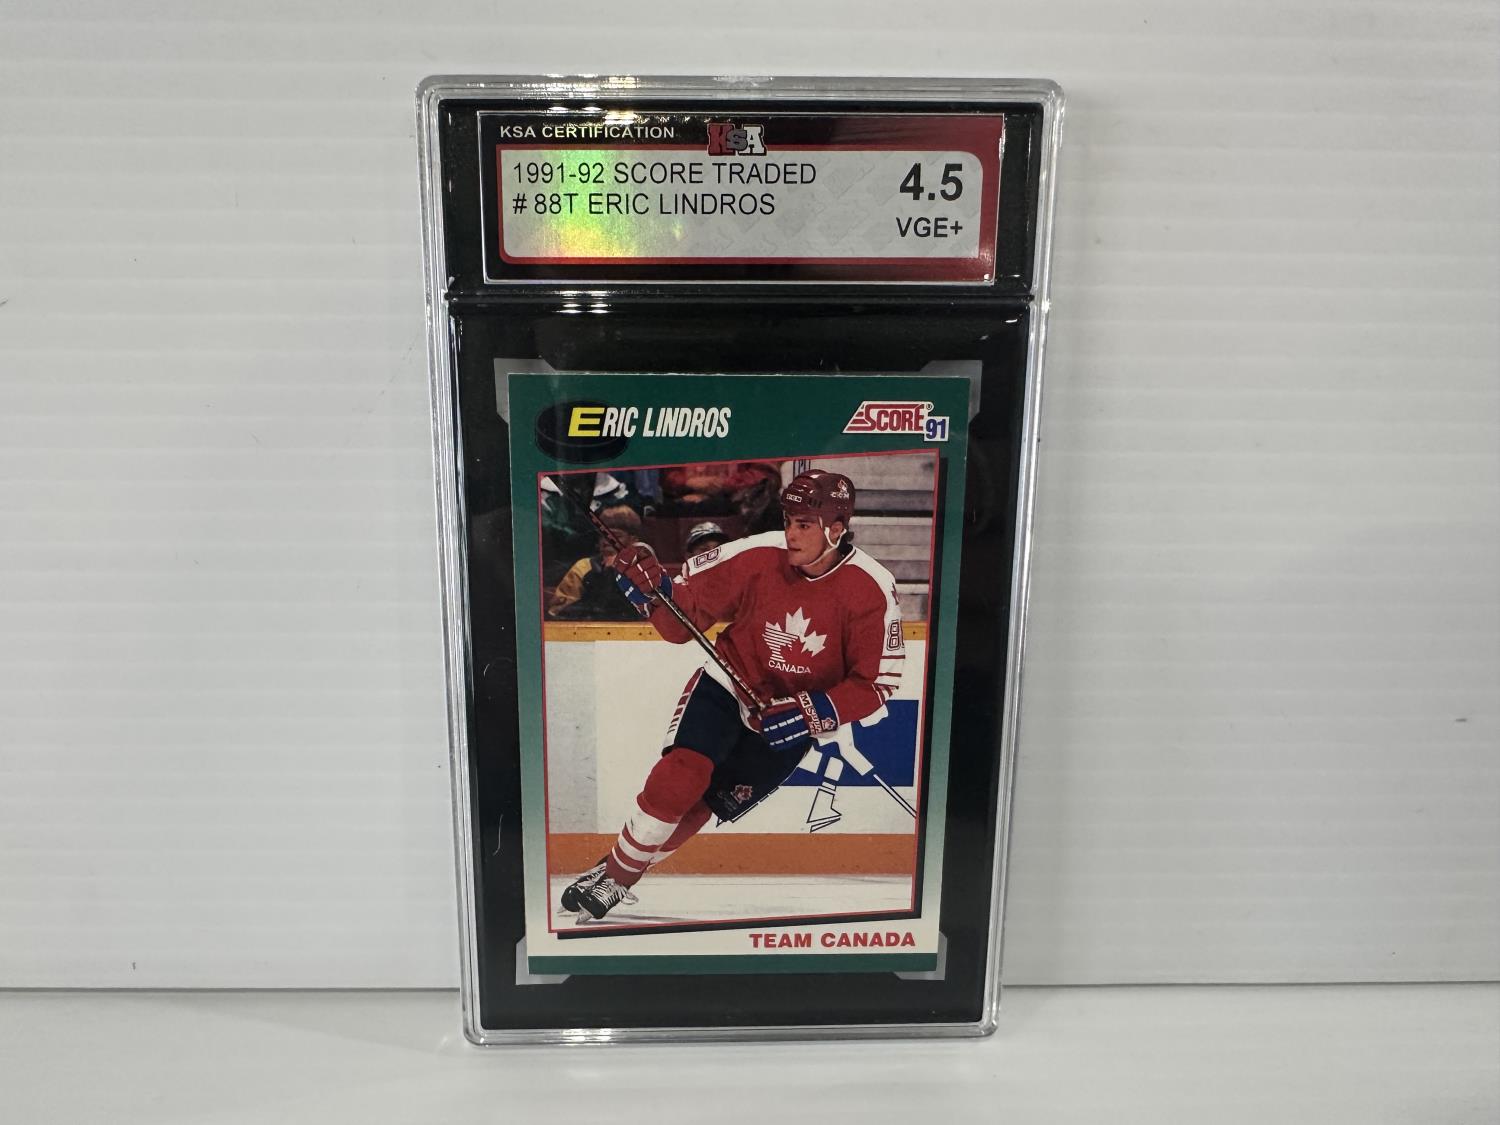 KSA CERTIFICATION
KSA
1991-92 SCORE TRADED
# 88T ERIC LINDROS
4.5
VGE+
ERIC LINDROS
SCORE®
91
CCM
CANADA
TEAM CANADA